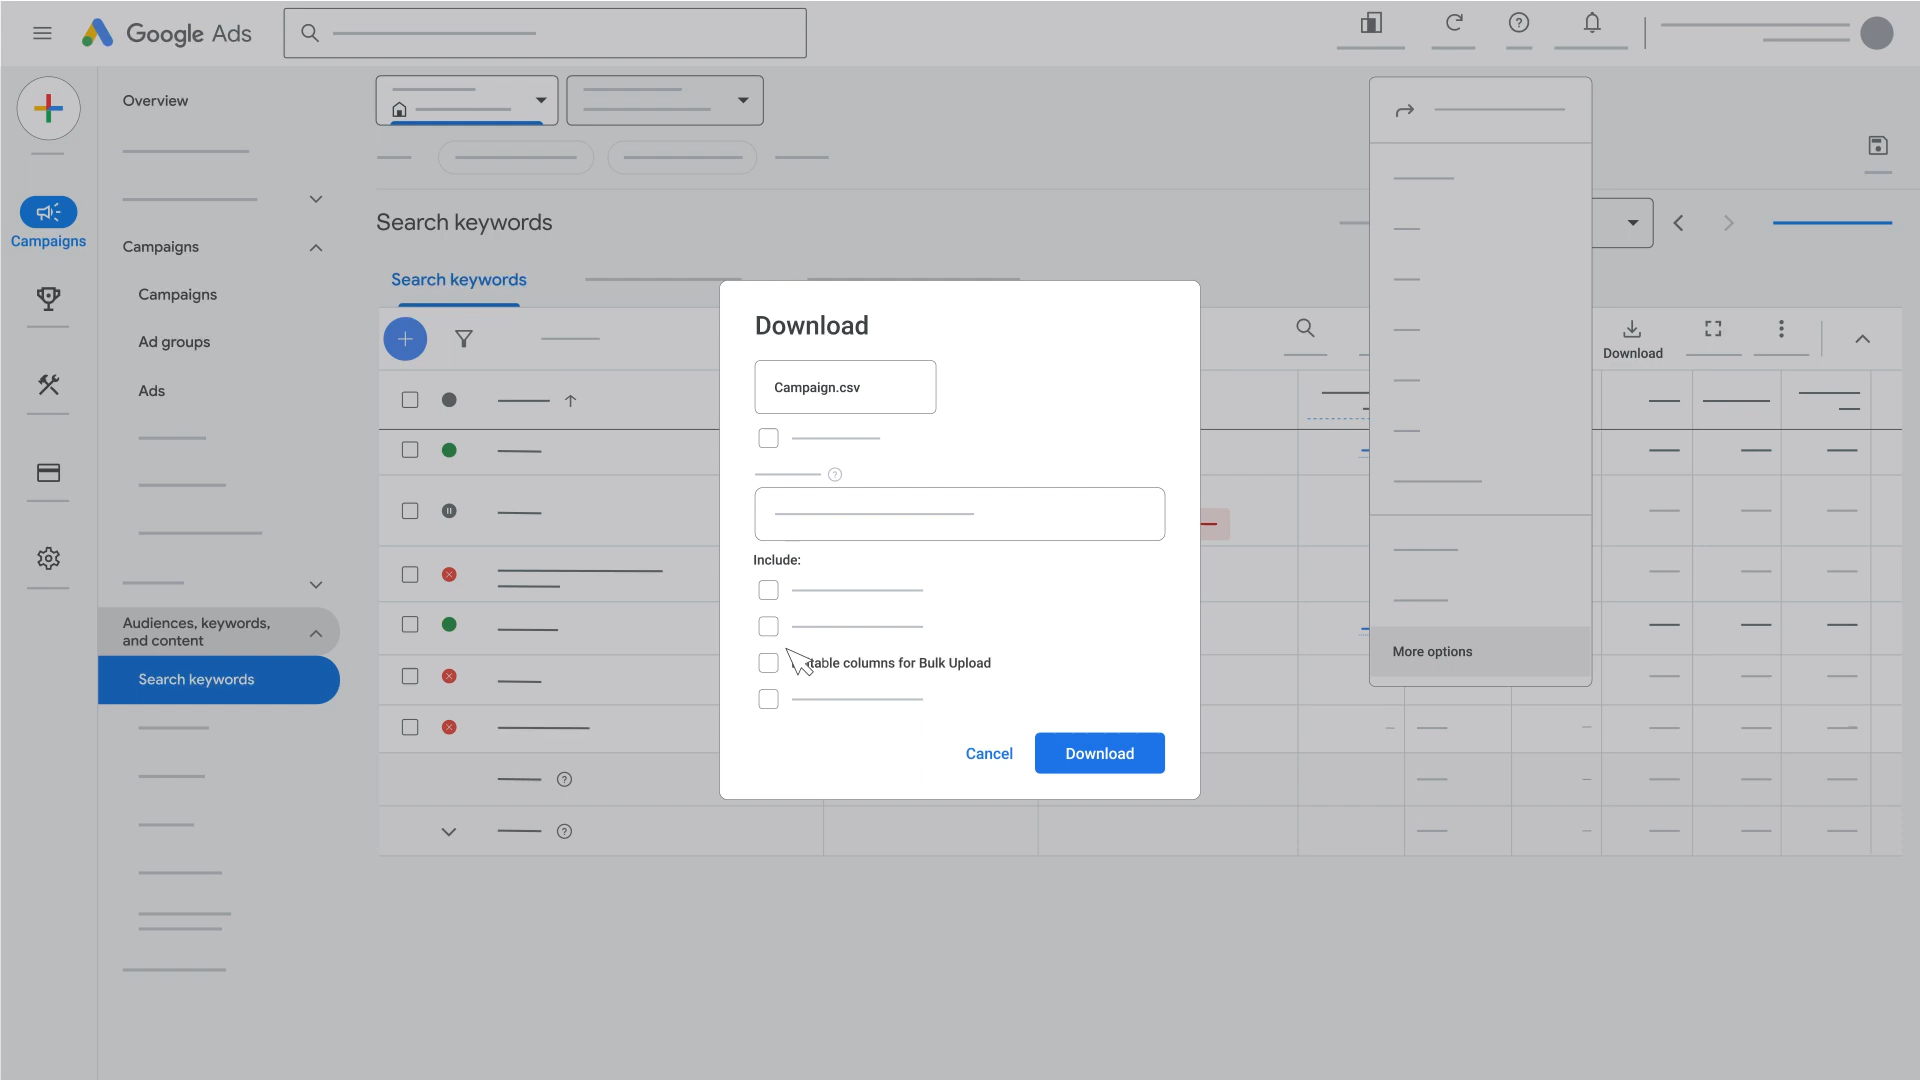 Google Ads
Overview
Campaigns
Campaigns
Campaigns
Ad groups
Ads
Audiences, keywords,
and content
Search keywords
Search keywords
Search keywords
Download
More options
Download
Campaign.csv
Include:
table columns for Bulk Upload
Cancel
Download